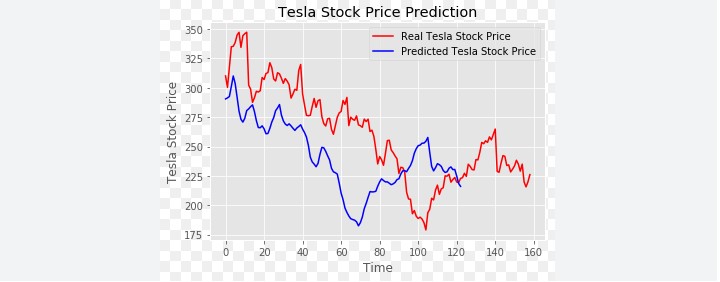 Tesla Stock Price Prediction
350
325
300
275
250
225
200
175
Tesla Stock Price
Real Tesla Stock Price
Predicted Tesla Stock Price
0 20 40 60 80 100 120 140 160
Time